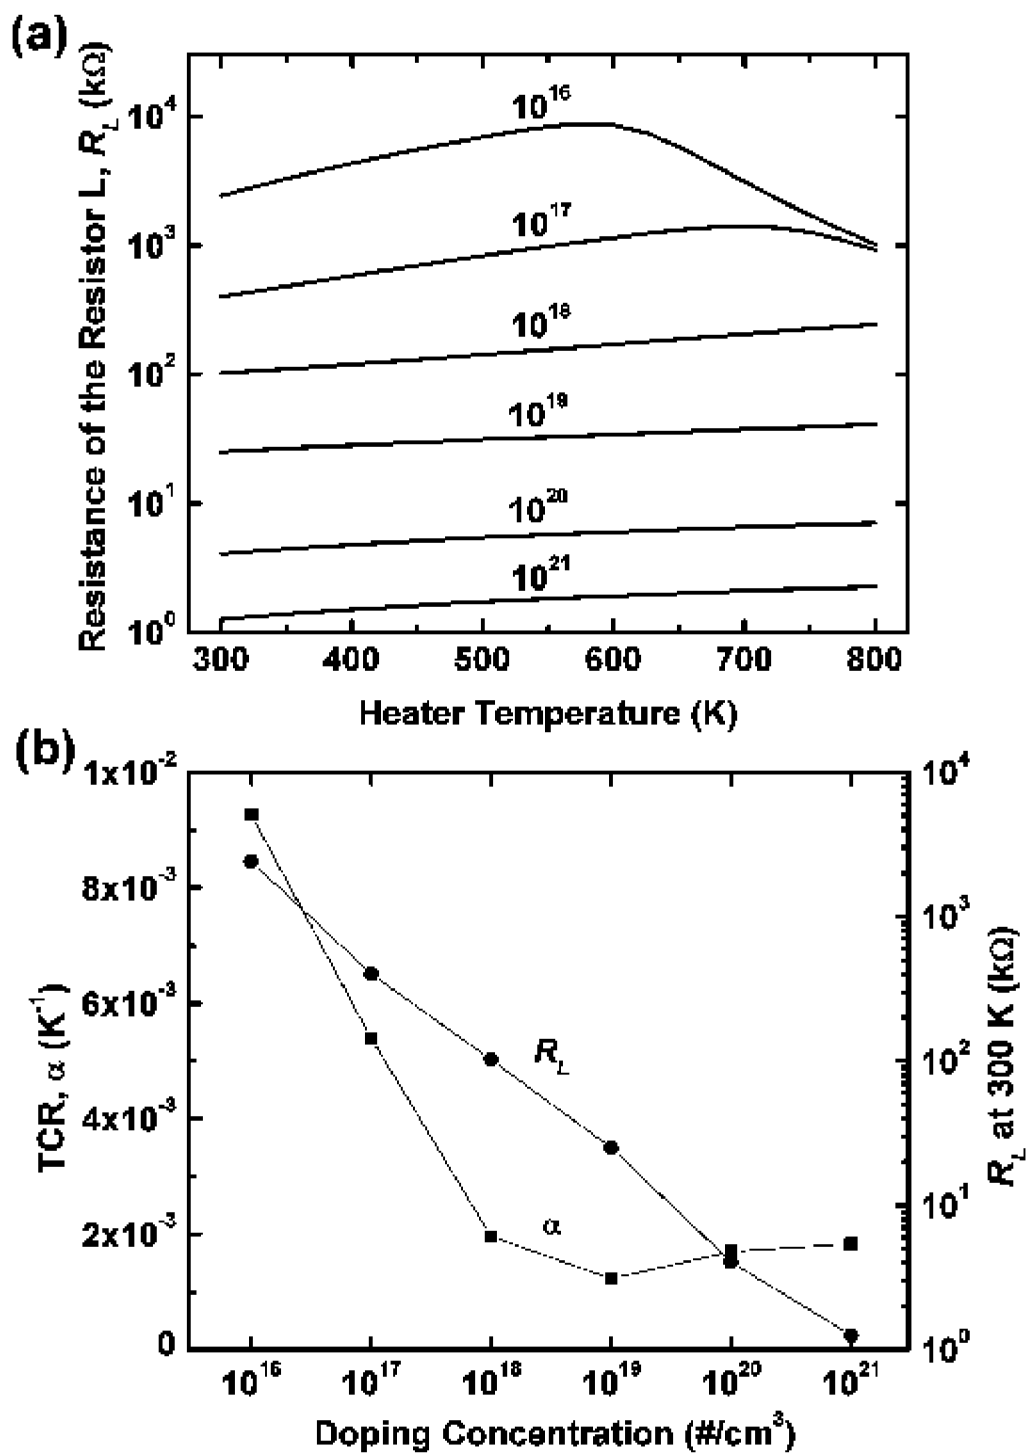 (a)
Resistance of the Resistor L, R_L (kΩ)
10^4
10^3
10^2
10^1
10^0
10^16
10^17
10^18
10^19
10^20
10^21
300 400 500 600 700 800
Heater Temperature (K)
(b)
TCR, α (K^-1)
1x10^-2
8x10^-3
6x10^-3
4x10^-3
2x10^-3
0
R_L
α
10^4
10^3
10^2
10^1
10^0
R_L at 300 K (kΩ)
10^16 10^17 10^18 10^19 10^20 10^21
Doping Concentration (#/cm^3)